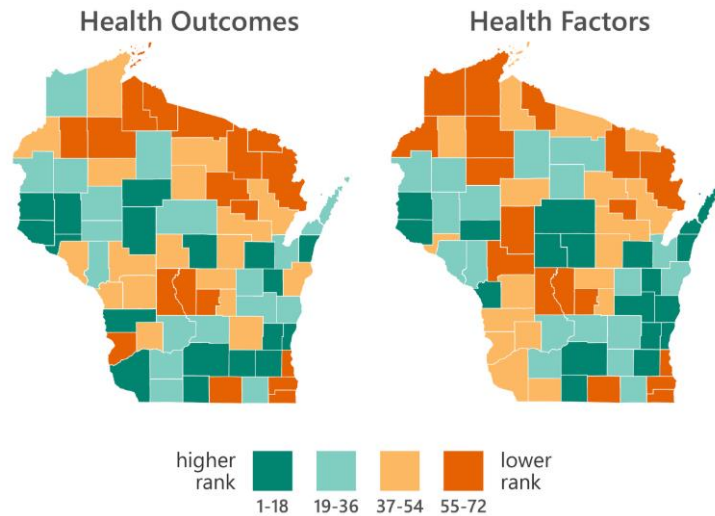 Health Outcomes
Health Factors
higher
rank
lower
rank
1-18
19-36
37-54
55-72